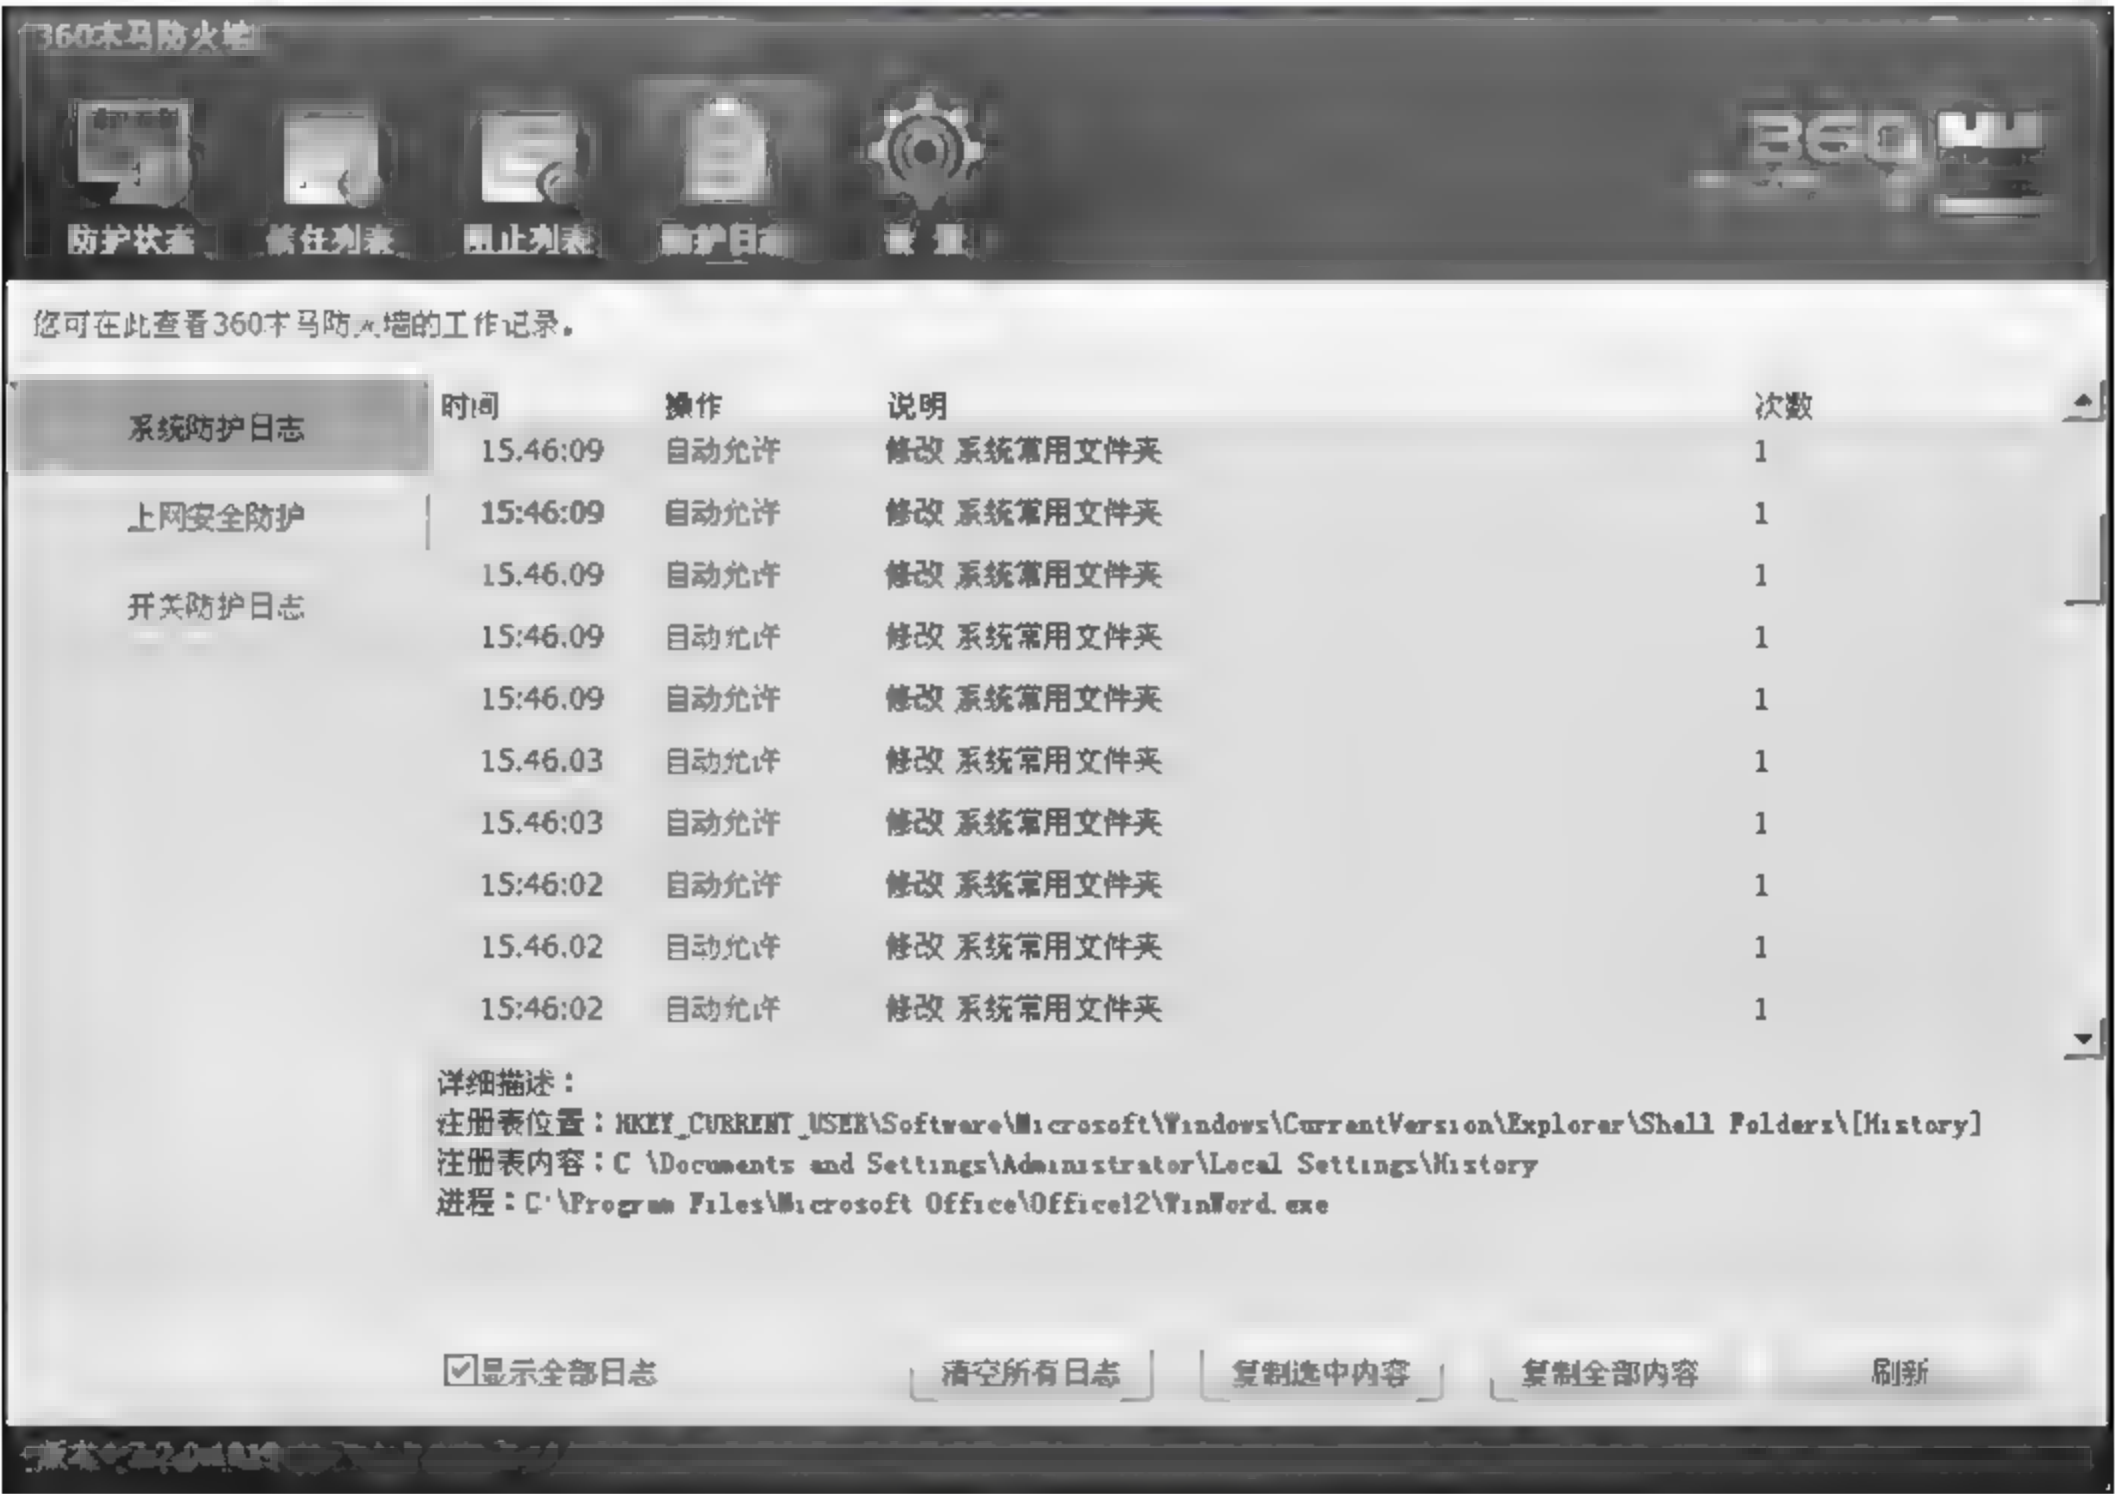 360木马防火墙
防护状态 信任列表 阻止列表 防护日志 设 置
360
您可在此查看360木马防火墙的工作记录。
系统防护日志
上网安全防护
开关防护日志
时间 操作 说明 次数
15:46:09 自动允许 修改 系统常用文件夹 1
15:46:09 自动允许 修改 系统常用文件夹 1
15:46:09 自动允许 修改 系统常用文件夹 1
15:46:09 自动允许 修改 系统常用文件夹 1
15:46:09 自动允许 修改 系统常用文件夹 1
15:46:03 自动允许 修改 系统常用文件夹 1
15:46:03 自动允许 修改 系统常用文件夹 1
15:46:02 自动允许 修改 系统常用文件夹 1
15:46:02 自动允许 修改 系统常用文件夹 1
15:46:02 自动允许 修改 系统常用文件夹 1
详细描述：
注册表位置：HKEY_CURRENT_USER\Software\Microsoft\Windows\CurrentVersion\Explorer\Shell Folders\[History]
注册表内容：C:\Documents and Settings\Administrator\Local Settings\History
进程：C:\Program Files\Microsoft Office\Office12\WinWord.exe
显示全部日志 清空所有日志 复制选中内容 复制全部内容 刷新
版本